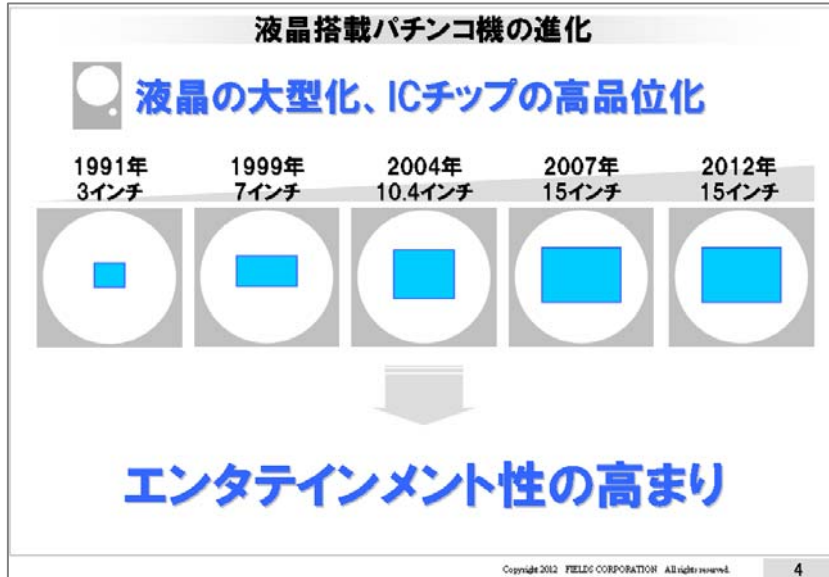 液晶搭載パチンコ機の進化
液晶の大型化、ICチップの高品位化
1991年
3インチ
1999年
7インチ
2004年
10.4インチ
2007年
15インチ
2012年
15インチ
エンタテインメント性の高まり
Copyright 2012 FIELDS CORPORATION All rights reserved.
4